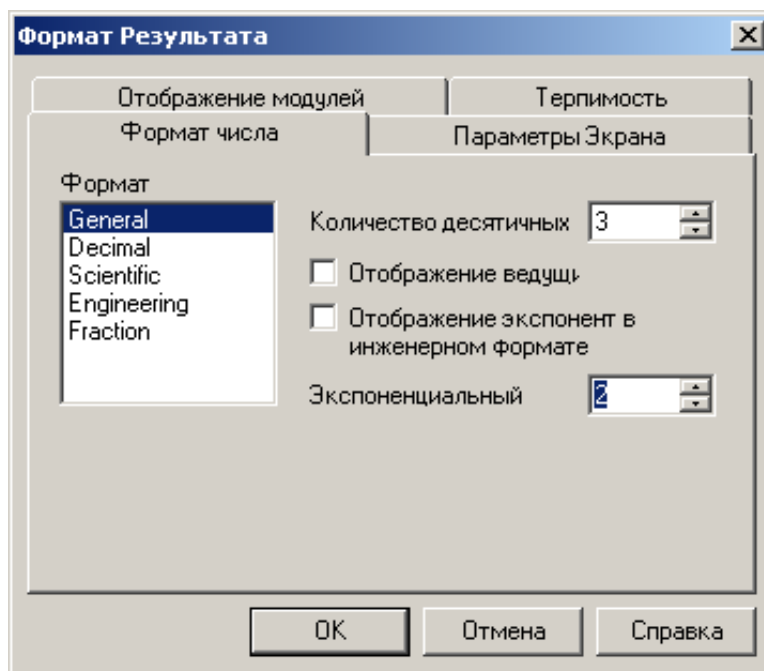 Формат Результата
Отображение модулей
Терпимость
Формат числа
Параметры Экрана
Формат
General
Decimal
Scientific
Engineering
Fraction
Количество десятичных 3
Отображение ведущи
Отображение экспонент в
инженерном формате
Экспоненциальный 2
OK
Отмена
Справка